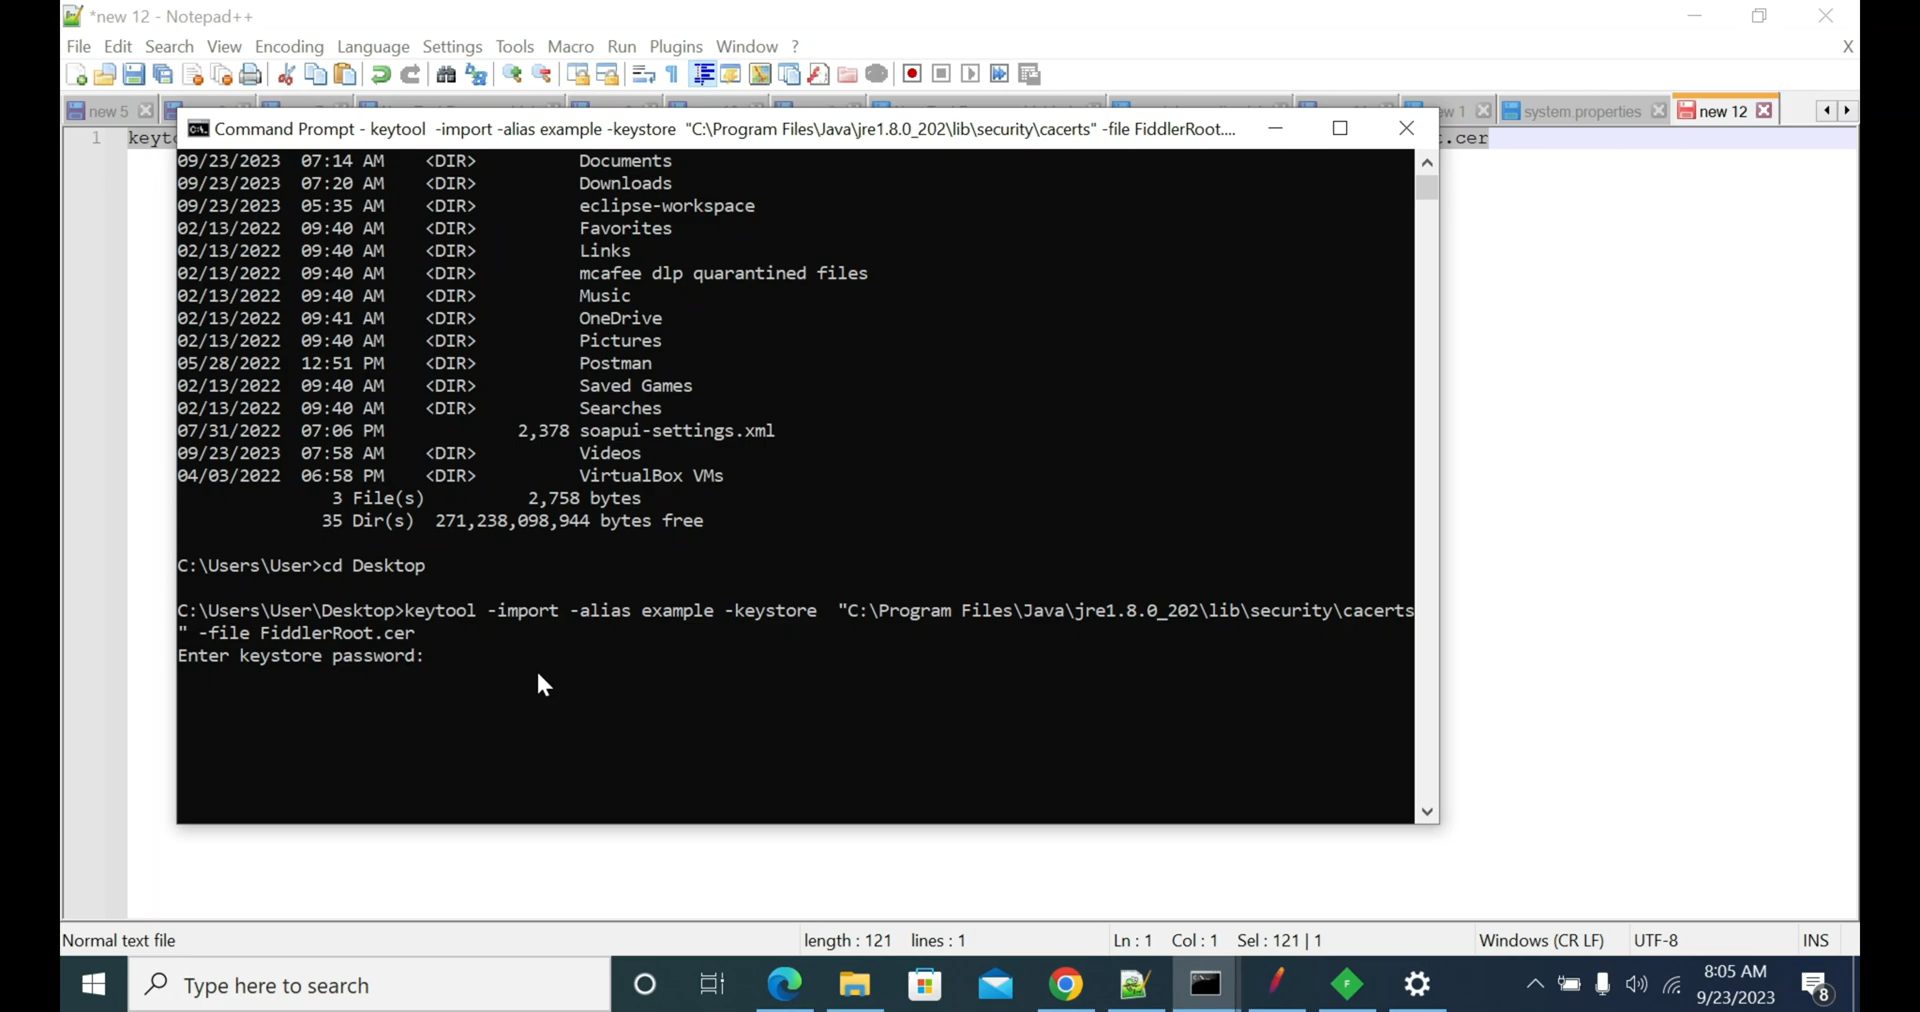 *new 12 - Notepad++
File Edit Search View Encoding Language Settings Tools Macro Run Plugins Window ? X
new 5 ew 1 system.properties new 12
Command Prompt - keytool -import -alias example -keystore "C:\Program Files\Java\jre1.8.0_202\lib\security\cacerts" -file FiddlerRoot....
1 keyt .cer
09/23/2023 07:14 AM <DIR> Documents
09/23/2023 07:20 AM <DIR> Downloads
09/23/2023 05:35 AM <DIR> eclipse-workspace
02/13/2022 09:40 AM <DIR> Favorites
02/13/2022 09:40 AM <DIR> Links
02/13/2022 09:40 AM <DIR> mcafee dlp quarantined files
02/13/2022 09:40 AM <DIR> Music
02/13/2022 09:41 AM <DIR> OneDrive
02/13/2022 09:40 AM <DIR> Pictures
05/28/2022 12:51 PM <DIR> Postman
02/13/2022 09:40 AM <DIR> Saved Games
02/13/2022 09:40 AM <DIR> Searches
07/31/2022 07:06 PM 2,378 soapui-settings.xml
09/23/2023 07:58 AM <DIR> Videos
04/03/2022 06:58 PM <DIR> VirtualBox VMs
3 File(s) 2,758 bytes
35 Dir(s) 271,238,098,944 bytes free
C:\Users\User>cd Desktop
C:\Users\User\Desktop>keytool -import -alias example -keystore "C:\Program Files\Java\jre1.8.0_202\lib\security\cacerts
" -file FiddlerRoot.cer
Enter keystore password:
Normal text file length : 121 lines : 1 Ln : 1 Col : 1 Sel : 121 | 1 Windows (CR LF) UTF-8 INS
Type here to search
8:05 AM
9/23/2023
8